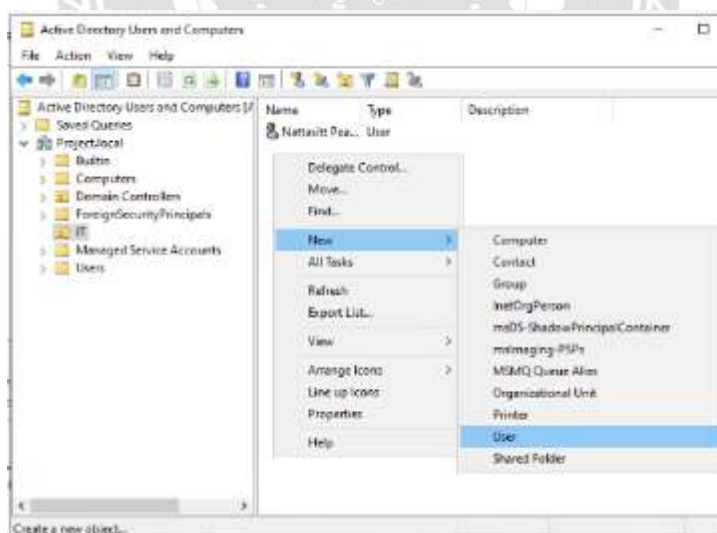 Active Directory Users and Computers
File Action View Help
Active Directory Users and Computers
Saved Queries
Project.local
Builtin
Computers
Domain Controllers
ForeignSecurityPrincipals
IT
Managed Service Accounts
Users
Name Type Description
Nattasitt Pea... User
Delegate Control...
Move...
Find...
New
All Tasks
Refresh
Export List...
View
Arrange Icons
Line up Icons
Properties
Help
Computer
Contact
Group
InetOrgPerson
msDS-ShadowPrincipalContainer
msImaging-PSPs
MSMQ Queue Alias
Organizational Unit
Printer
User
Shared Folder
Create a new object...